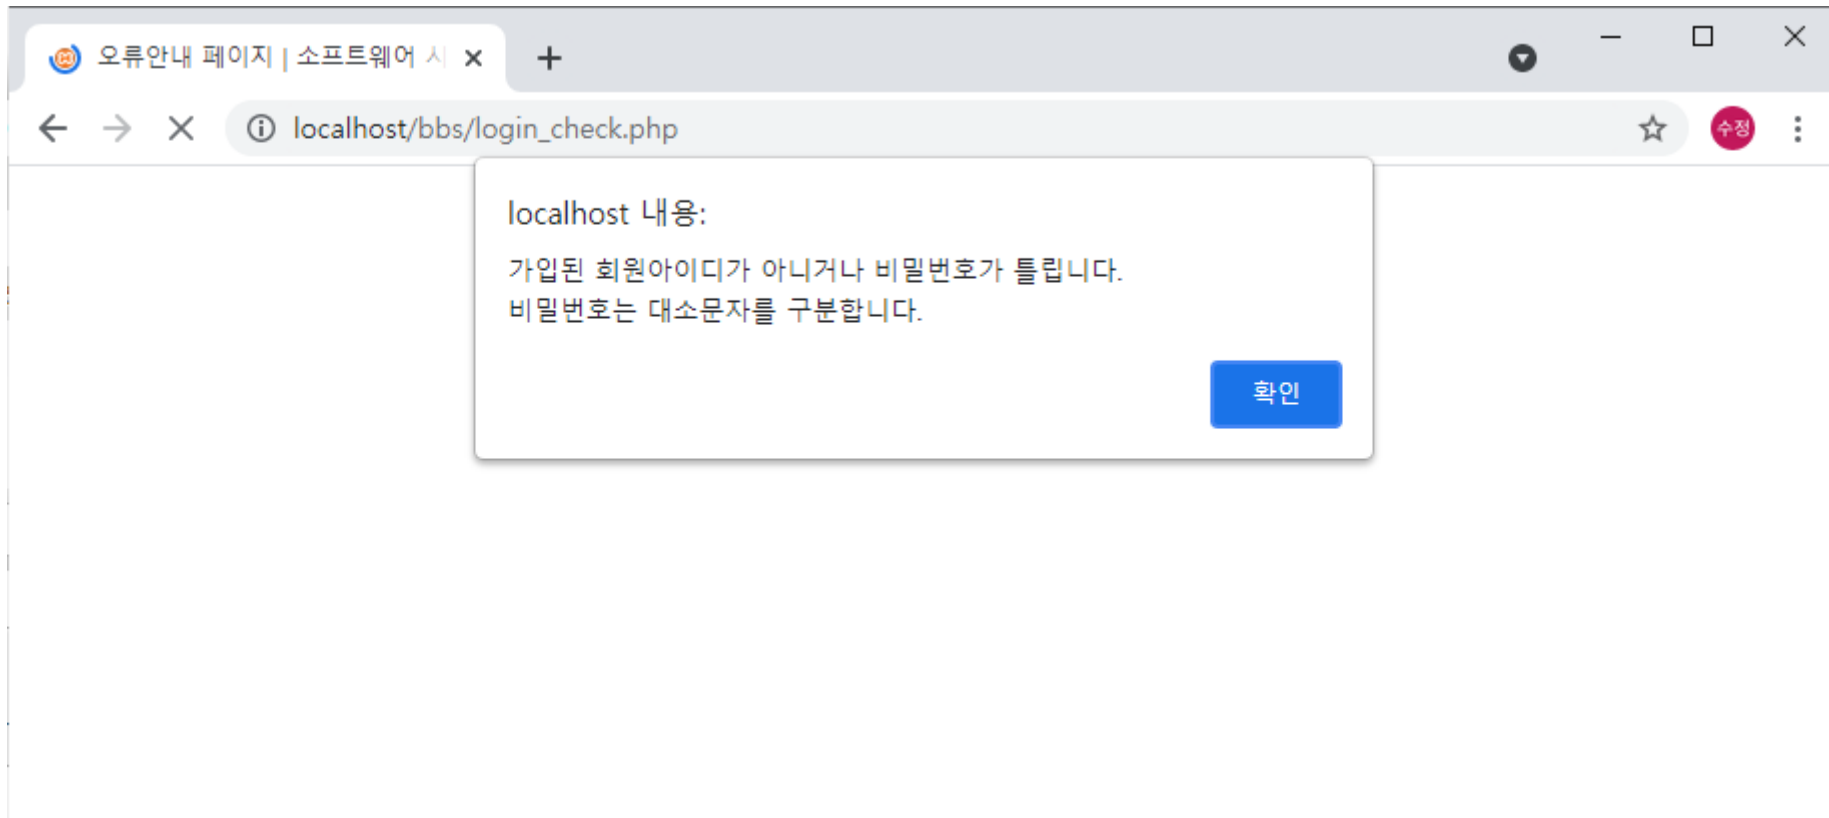 오류안내 페이지 | 소프트웨어 시
localhost/bbs/login_check.php
수정
localhost 내용:
가입된 회원아이디가 아니거나 비밀번호가 틀립니다.
비밀번호는 대소문자를 구분합니다.
확인